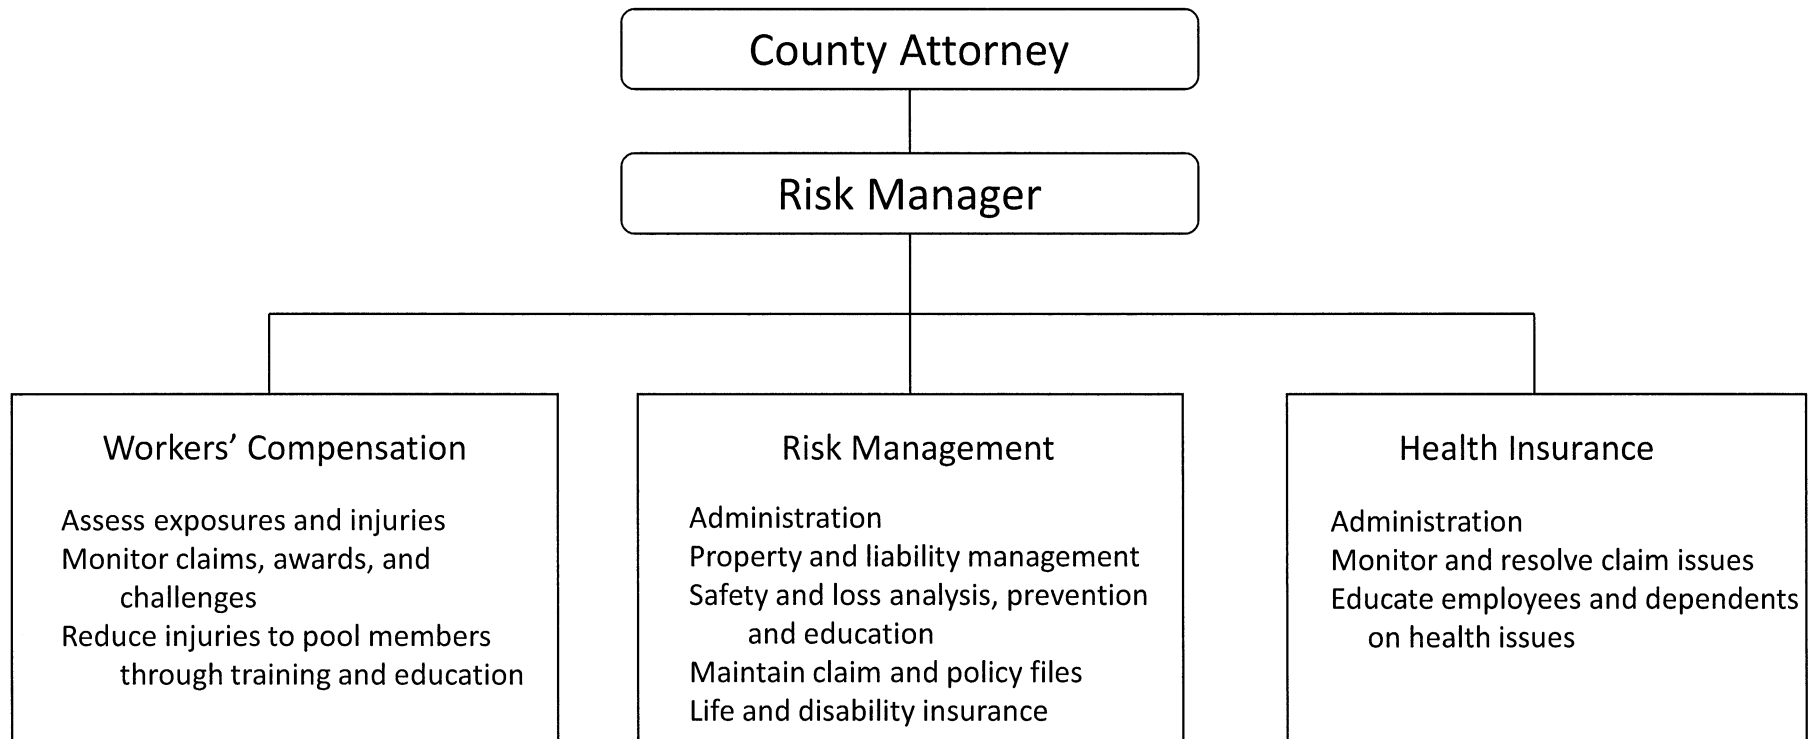 County Attorney
Risk Manager
Workers’ Compensation
Assess exposures and injuries
Monitor claims, awards, and
challenges
Reduce injuries to pool members
through training and education
Risk Management
Administration
Property and liability management
Safety and loss analysis, prevention
and education
Maintain claim and policy files
Life and disability insurance
Health Insurance
Administration
Monitor and resolve claim issues
Educate employees and dependents
on health issues